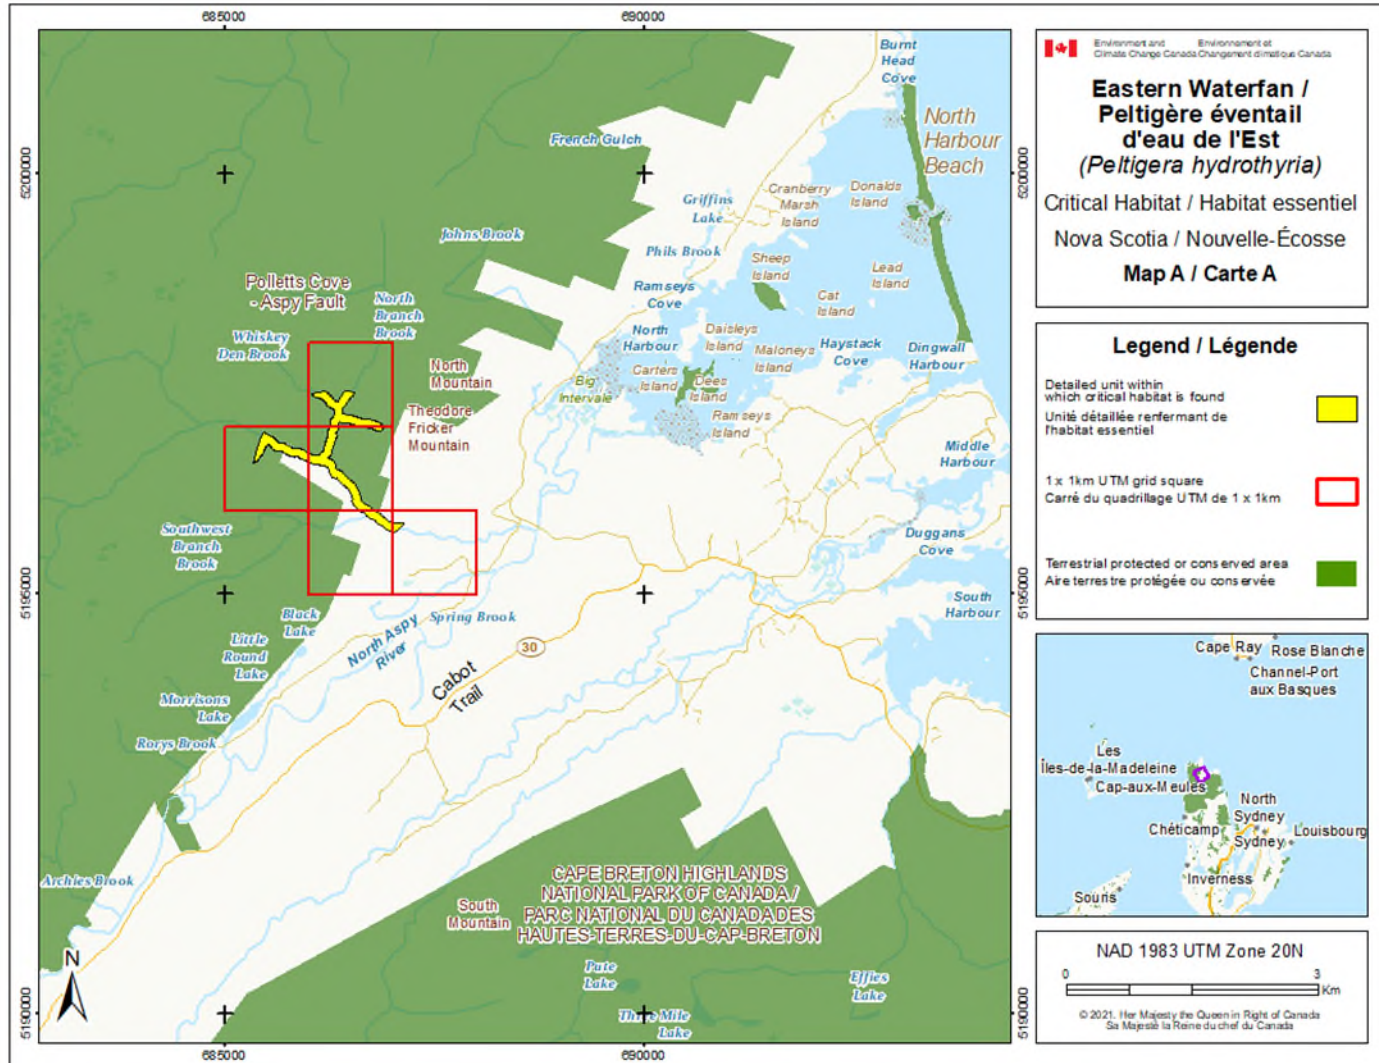 685000
690000
5200000
5195000
5190000
5200000
5195000
5190000
685000
690000
Burnt
Head
Cove
North
Harbour
Beach
French Gulch
Cranberry
Marsh
Island
Donalds
Island
Griffins
Lake
Johns Brook
Phils Brook
Sheep
Island
Lead
Island
Polletts Cove
- Aspy Fault
North
Branch
Brook
Ramseys
Cove
Cat
Island
Whiskey
Den Brook
North
Harbour
Daisleys
Island
Maloneys
Island
Haystack
Cove
Dingwall
Harbour
North
Mountain
Big
Intervale
Carters
Island
Dees
Island
Theodore
Fricker
Mountain
Ramseys
Island
Middle
Harbour
Southwest
Branch
Brook
Duggans
Cove
South
Harbour
Black
Lake
Spring Brook
Little
Round
Lake
North Aspy
River
30
Cabot
Trail
Morrisons
Lake
Rorys Brook
Archies Brook
CAPE BRETON HIGHLANDS
NATIONAL PARK OF CANADA /
PARC NATIONAL DU CANADA DES
HAUTES-TERRES-DU-CAP-BRETON
South
Mountain
Pute
Lake
Effies
Lake
Three Mile
Lake
N
Environment and
Climate Change Canada
Environnement et
Changement climatique Canada
Eastern Waterfan /
Peltigère éventail
d'eau de l'Est
(Peltigera hydrothyria)
Critical Habitat / Habitat essentiel
Nova Scotia / Nouvelle-Écosse
Map A / Carte A
Legend / Légende
Detailed unit within
which critical habitat is found
Unité détaillée renfermant de
l'habitat essentiel
1 x 1km UTM grid square
Carré du quadrillage UTM de 1 x 1km
Terrestrial protected or conserved area
Aire terrestre protégée ou conservée
Cape Ray
Rose Blanche
Channel-Port
aux Basques
Les
Îles-de-la-Madeleine
Cap-aux-Meules
North
Sydney
Chéticamp
Sydney
Louisbourg
Inverness
Souris
NAD 1983 UTM Zone 20N
0
3
Km
© 2021. Her Majesty the Queen in Right of Canada
Sa Majesté la Reine du chef du Canada